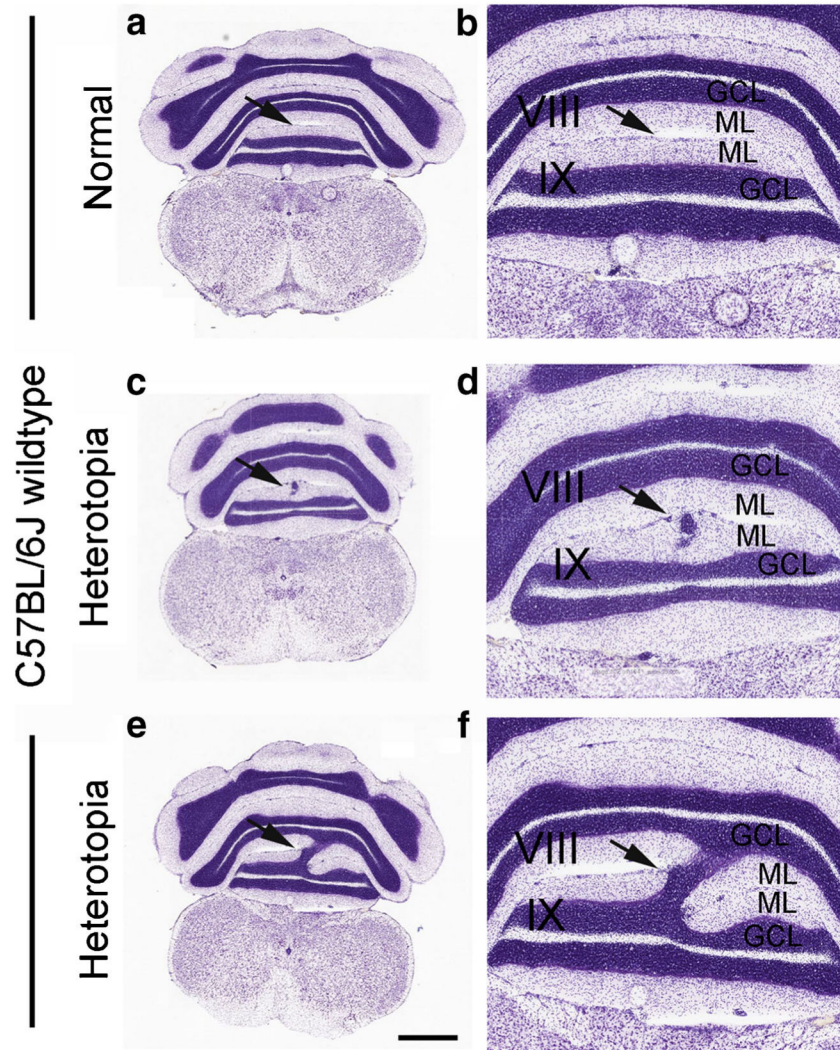 C57BL/6J wildtype
Normal
a
b
VIII
GCL
ML
ML
IX
GCL
Heterotopia
c
d
VIII
GCL
ML
ML
IX
GCL
Heterotopia
e
f
VIII
GCL
ML
ML
IX
GCL